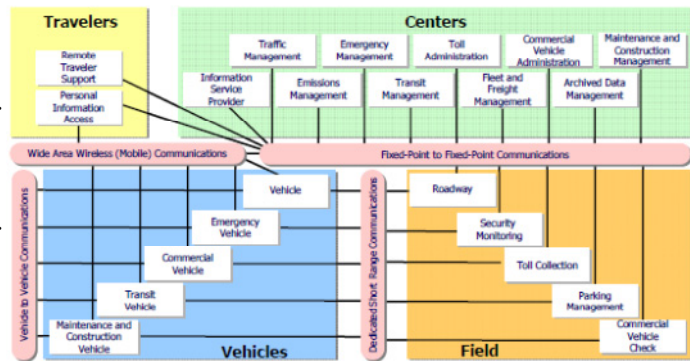 Travelers
Centers
Remote
Traveler
Support
Personal
Information
Access
Traffic
Management
Emergency
Management
Toll
Administration
Commercial
Vehicle
Administration
Maintenance and
Construction
Management
Information
Service
Provider
Emissions
Management
Transit
Management
Fleet and
Freight
Management
Archived Data
Management
Wide Area Wireless (Mobile) Communications
Fixed-Point to Fixed-Point Communications
Vehicle to Vehicle Communications
Vehicle
Emergency
Vehicle
Commercial
Vehicle
Transit
Vehicle
Maintenance and
Construction
Vehicle
Vehicles
Dedicated Short Range Communications
Roadway
Security
Monitoring
Toll Collection
Parking
Management
Commercial
Vehicle
Check
Field